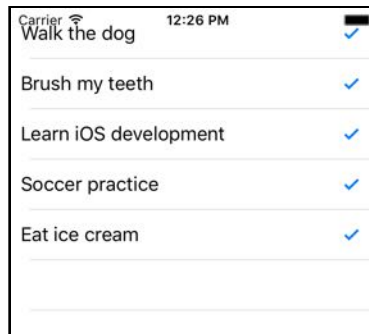 Carrier 12:26 PM
Walk the dog
Brush my teeth
Learn iOS development
Soccer practice
Eat ice cream